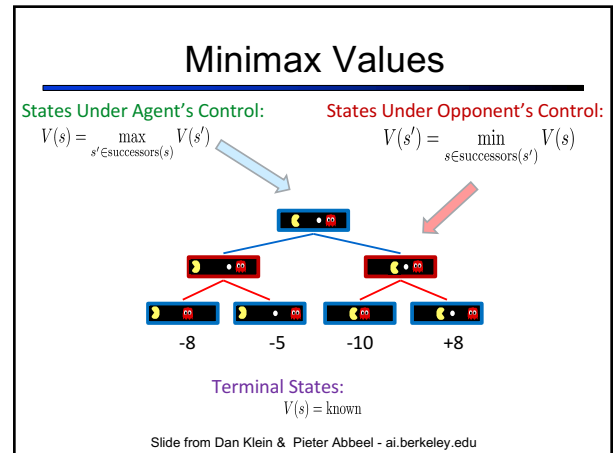 Minimax Values
States Under Agent's Control:
V(s) = max V(s')
s'∈successors(s)
States Under Opponent's Control:
V(s') = min V(s)
s∈successors(s')
-8 -5 -10 +8
Terminal States:
V(s) = known
Slide from Dan Klein & Pieter Abbeel - ai.berkeley.edu